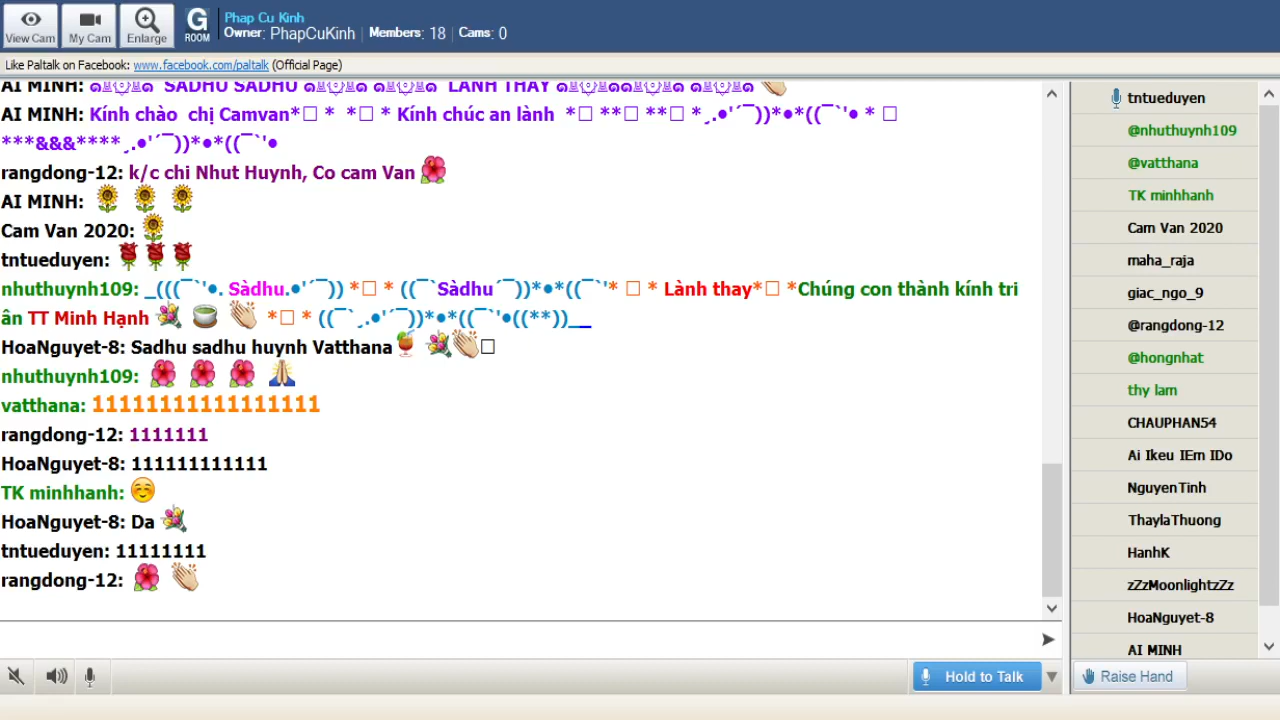 View Cam
My Cam
Enlarge
G
ROOM
Phap Cu Kinh
Owner: PhapCuKinh Members: 18 Cams: 0
Like Paltalk on Facebook: www.facebook.com/paltalk (Official Page)
AI MINH: SADHU SADHU LÀNH THAY
AI MINH: Kính chào chị Camvan*□ * *□ * Kính chúc an lành *□ **□ **□ *¸.●'´¯))*●*((¯`'● * □
***&&&****¸.●'´¯))*●*((¯`'●
rangdong-12: k/c chi Nhut Huynh, Co cam Van 🌺
AI MINH: 🌻 🌻 🌻
Cam Van 2020: 🌻
tntueduyen: 🌹🌹🌹
nhuthuynh109: _(((¯`'●. Sàdhu.●'´¯)) *□ * ((¯`Sàdhu´¯))*●*((¯`'* □ * Lành thay*□ *Chúng con thành kính tri
ân TT Minh Hạnh 💐 🍵 👏 *□ * ((¯`¸.●'´¯))*●*((¯`'●((**))__
HoaNguyet-8: Sadhu sadhu huynh Vatthana🍹 💐👏□
nhuthuynh109: 🌺 🌺 🌺 🙏
vatthana: 11111111111111111
rangdong-12: 1111111
HoaNguyet-8: 111111111111
TK minhhanh: ☺
HoaNguyet-8: Da 💐
tntueduyen: 11111111
rangdong-12: 🌺 👏
Hold to Talk
tntueduyen
@nhuthuynh109
@vatthana
TK minhhanh
Cam Van 2020
maha_raja
giac_ngo_9
@rangdong-12
@hongnhat
thy lam
CHAUPHAN54
Ai Ikeu IEm IDo
NguyenTinh
ThaylaThuong
HanhK
zZzMoonlightzZz
HoaNguyet-8
AI MINH
Raise Hand